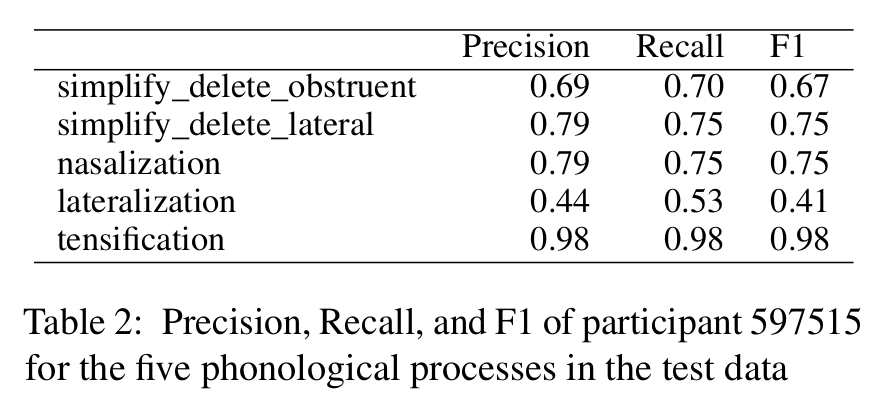 Precision Recall F1
simplify_delete_obstruent 0.69 0.70 0.67
simplify_delete_lateral 0.79 0.75 0.75
nasalization 0.79 0.75 0.75
lateralization 0.44 0.53 0.41
tensification 0.98 0.98 0.98
Table 2: Precision, Recall, and F1 of participant 597515
for the five phonological processes in the test data